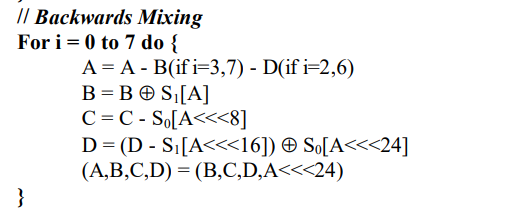 // Backwards Mixing
For i = 0 to 7 do {
A = A - B(if i=3,7) - D(if i=2,6)
B = B ⊕ S₁[A]
C = C - S₀[A<<<8]
D = (D - S₁[A<<<16]) ⊕ S₀[A<<<24]
(A,B,C,D) = (B,C,D,A<<<24)
}